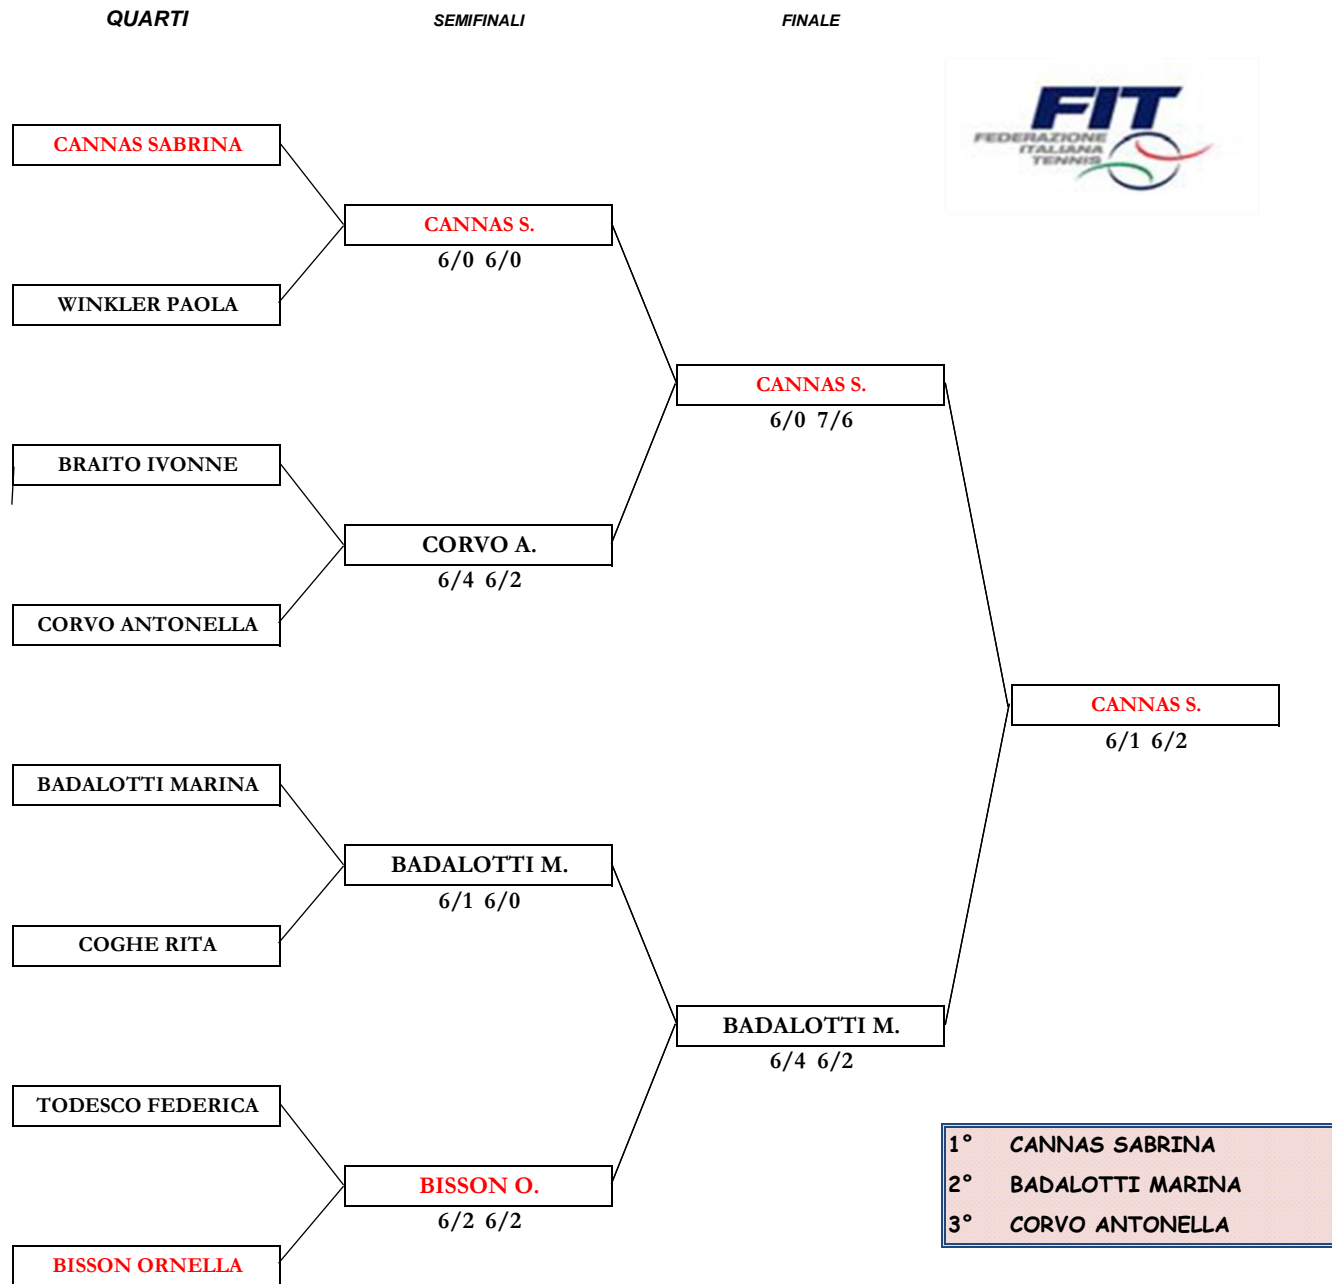 QUARTI
SEMIFINALI
FINALE
FIT
FEDERAZIONE
ITALIANA
TENNIS
CANNAS SABRINA
CANNAS S.
6/0 6/0
WINKLER PAOLA
CANNAS S.
6/0 7/6
BRAITO IVONNE
CORVO A.
6/4 6/2
CORVO ANTONELLA
CANNAS S.
6/1 6/2
BADALOTTI MARINA
BADALOTTI M.
6/1 6/0
COGHE RITA
BADALOTTI M.
6/4 6/2
TODESCO FEDERICA
BISSON O.
6/2 6/2
BISSON ORNELLA
1° CANNAS SABRINA
2° BADALOTTI MARINA
3° CORVO ANTONELLA